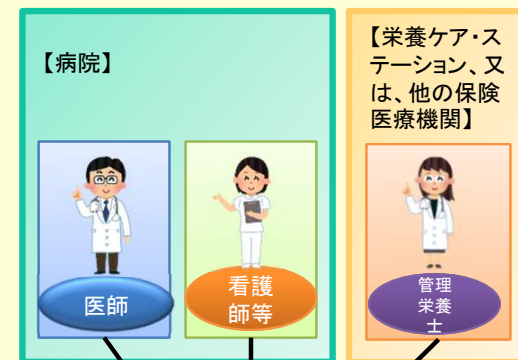 【病院】
【栄養ケア・ス
テーション、又
は、他の保険
医療機関】
医師
看護
師等
管理
栄養
士